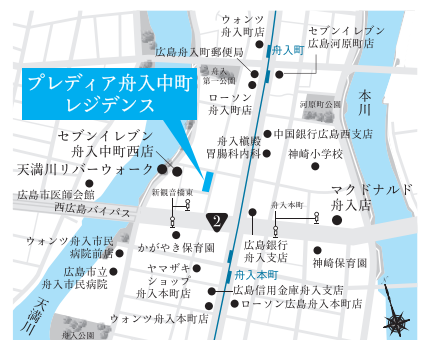 ウォンツ
舟入町店
セブンイレブン
広島河原町店
広島舟入町郵便局
舟入町
舟入
第一公園
プレディア舟入中町
レジデンス
ローソン
舟入町店
河原町公園
本川
セブンイレブン
舟入中町西店
舟入槇殿
胃腸科内科
中国銀行広島西支店
天満川リバーウォーク
神崎小学校
広島市医師会館
新観音橋東
マクドナルド
舟入店
西広島バイパス
2
舟入本町
ウォンツ舟入市民
病院前店
かがやき保育園
広島銀行
舟入支店
神崎保育園
広島市立
舟入市民病院
ヤマザキ
ショップ
舟入本町店
舟入本町
広島信用金庫舟入支店
天満川
ウォンツ舟入本町店
ローソン広島舟入本町店
舟入公園